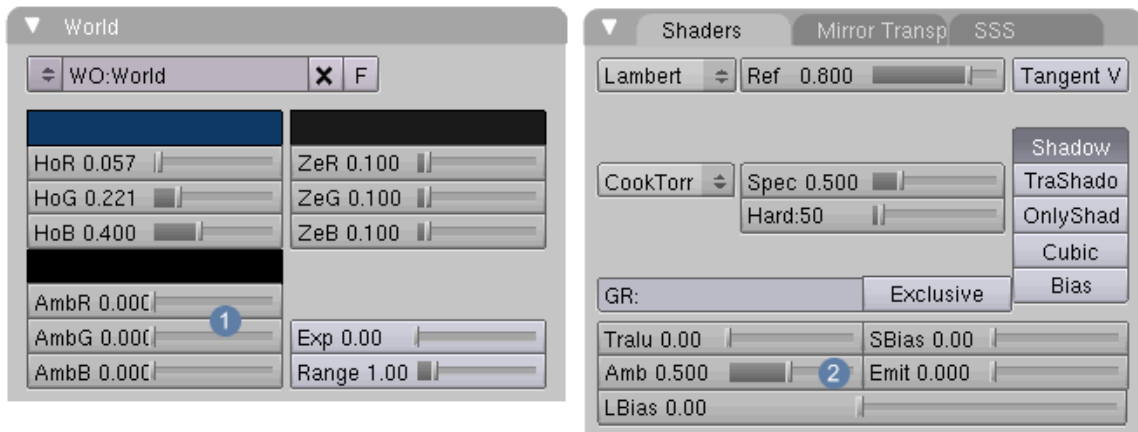 World
WO:World
F
HoR 0.057
ZeR 0.100
HoG 0.221
ZeG 0.100
HoB 0.400
ZeB 0.100
AmbR 0.000
1
AmbG 0.000
Exp 0.00
AmbB 0.000
Range 1.00
Shaders
Mirror Transp
SSS
Lambert
Ref 0.800
Tangent V
Shadow
CookTorr
Spec 0.500
TraShado
Hard:50
OnlyShad
Cubic
GR:
Exclusive
Bias
Tralu 0.00
SBias 0.00
Amb 0.500
2
Emit 0.000
LBias 0.00